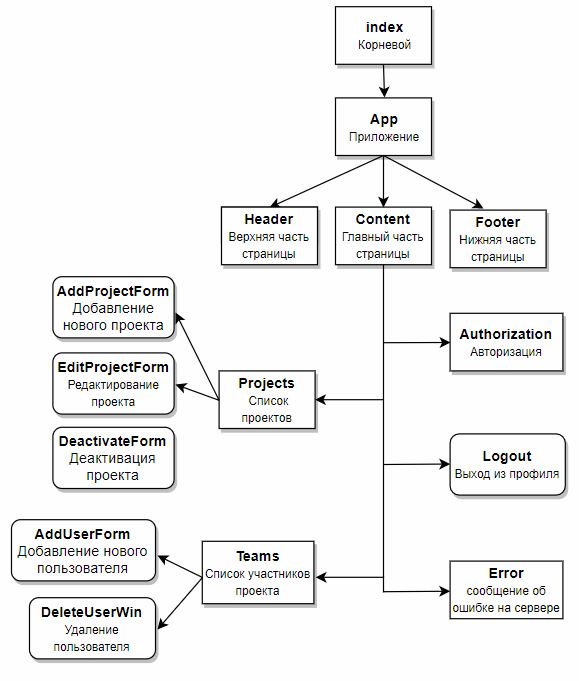 index
Корневой
App
Приложение
Header
Верхняя часть
страницы
Content
Главный часть
страницы
Footer
Нижняя часть
страницы
AddProjectForm
Добавление
нового проекта
EditProjectForm
Редактирование
проекта
DeactivateForm
Деактивация
проекта
Projects
Список
проектов
Authorization
Авторизация
Logout
Выход из профиля
AddUserForm
Добавление нового
пользователя
DeleteUserWin
Удаление
пользователя
Teams
Список участников
проекта
Error
сообщение об
ошибке на сервере